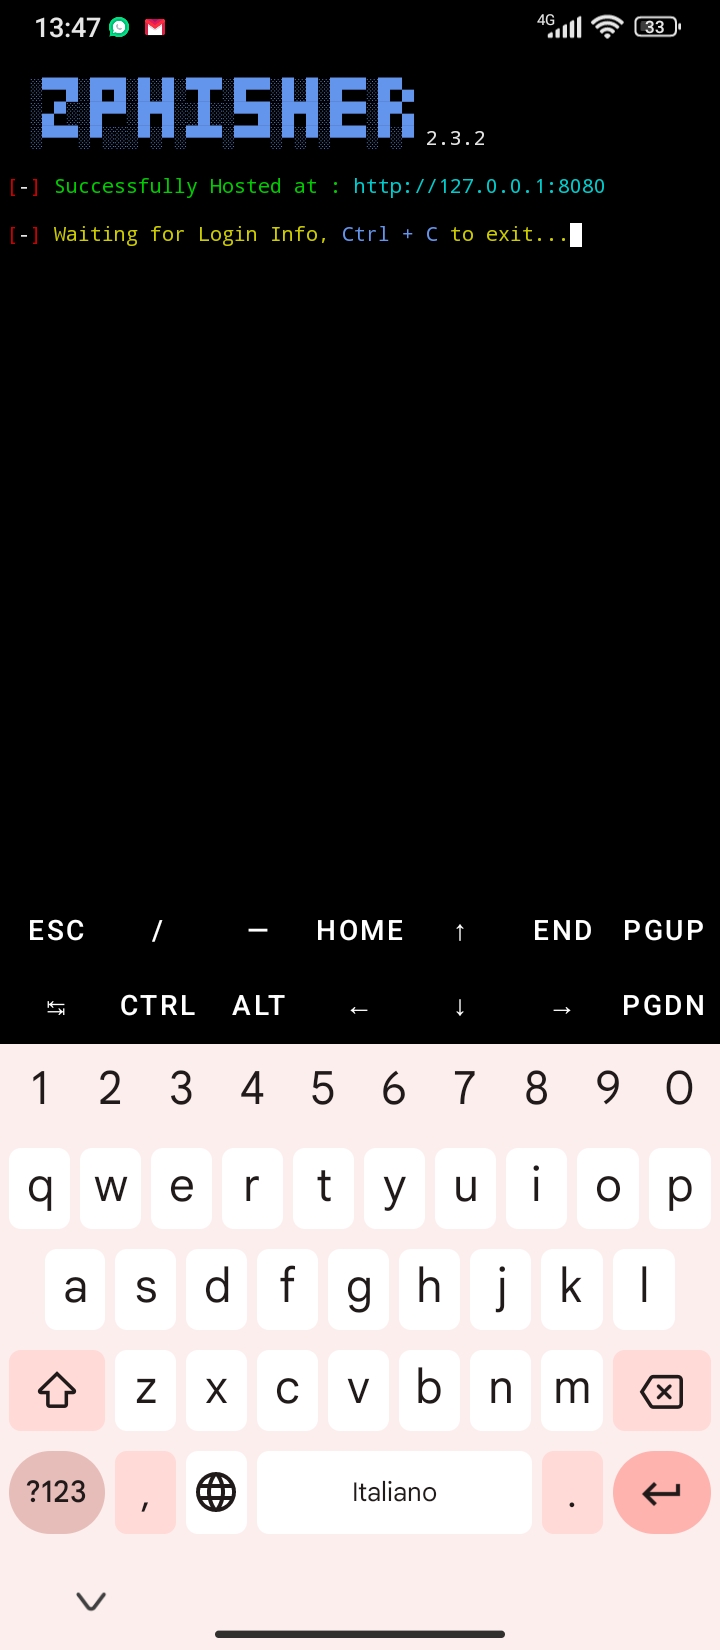 13:47 4G 33
ZPHISHER 2.3.2
[-] Successfully Hosted at : http://127.0.0.1:8080
[-] Waiting for Login Info, Ctrl + C to exit...
ESC / — HOME ↑ END PGUP
↹ CTRL ALT ← ↓ → PGDN
1 2 3 4 5 6 7 8 9 0
q w e r t y u i o p
a s d f g h j k l
z x c v b n m
?123 , Italiano .